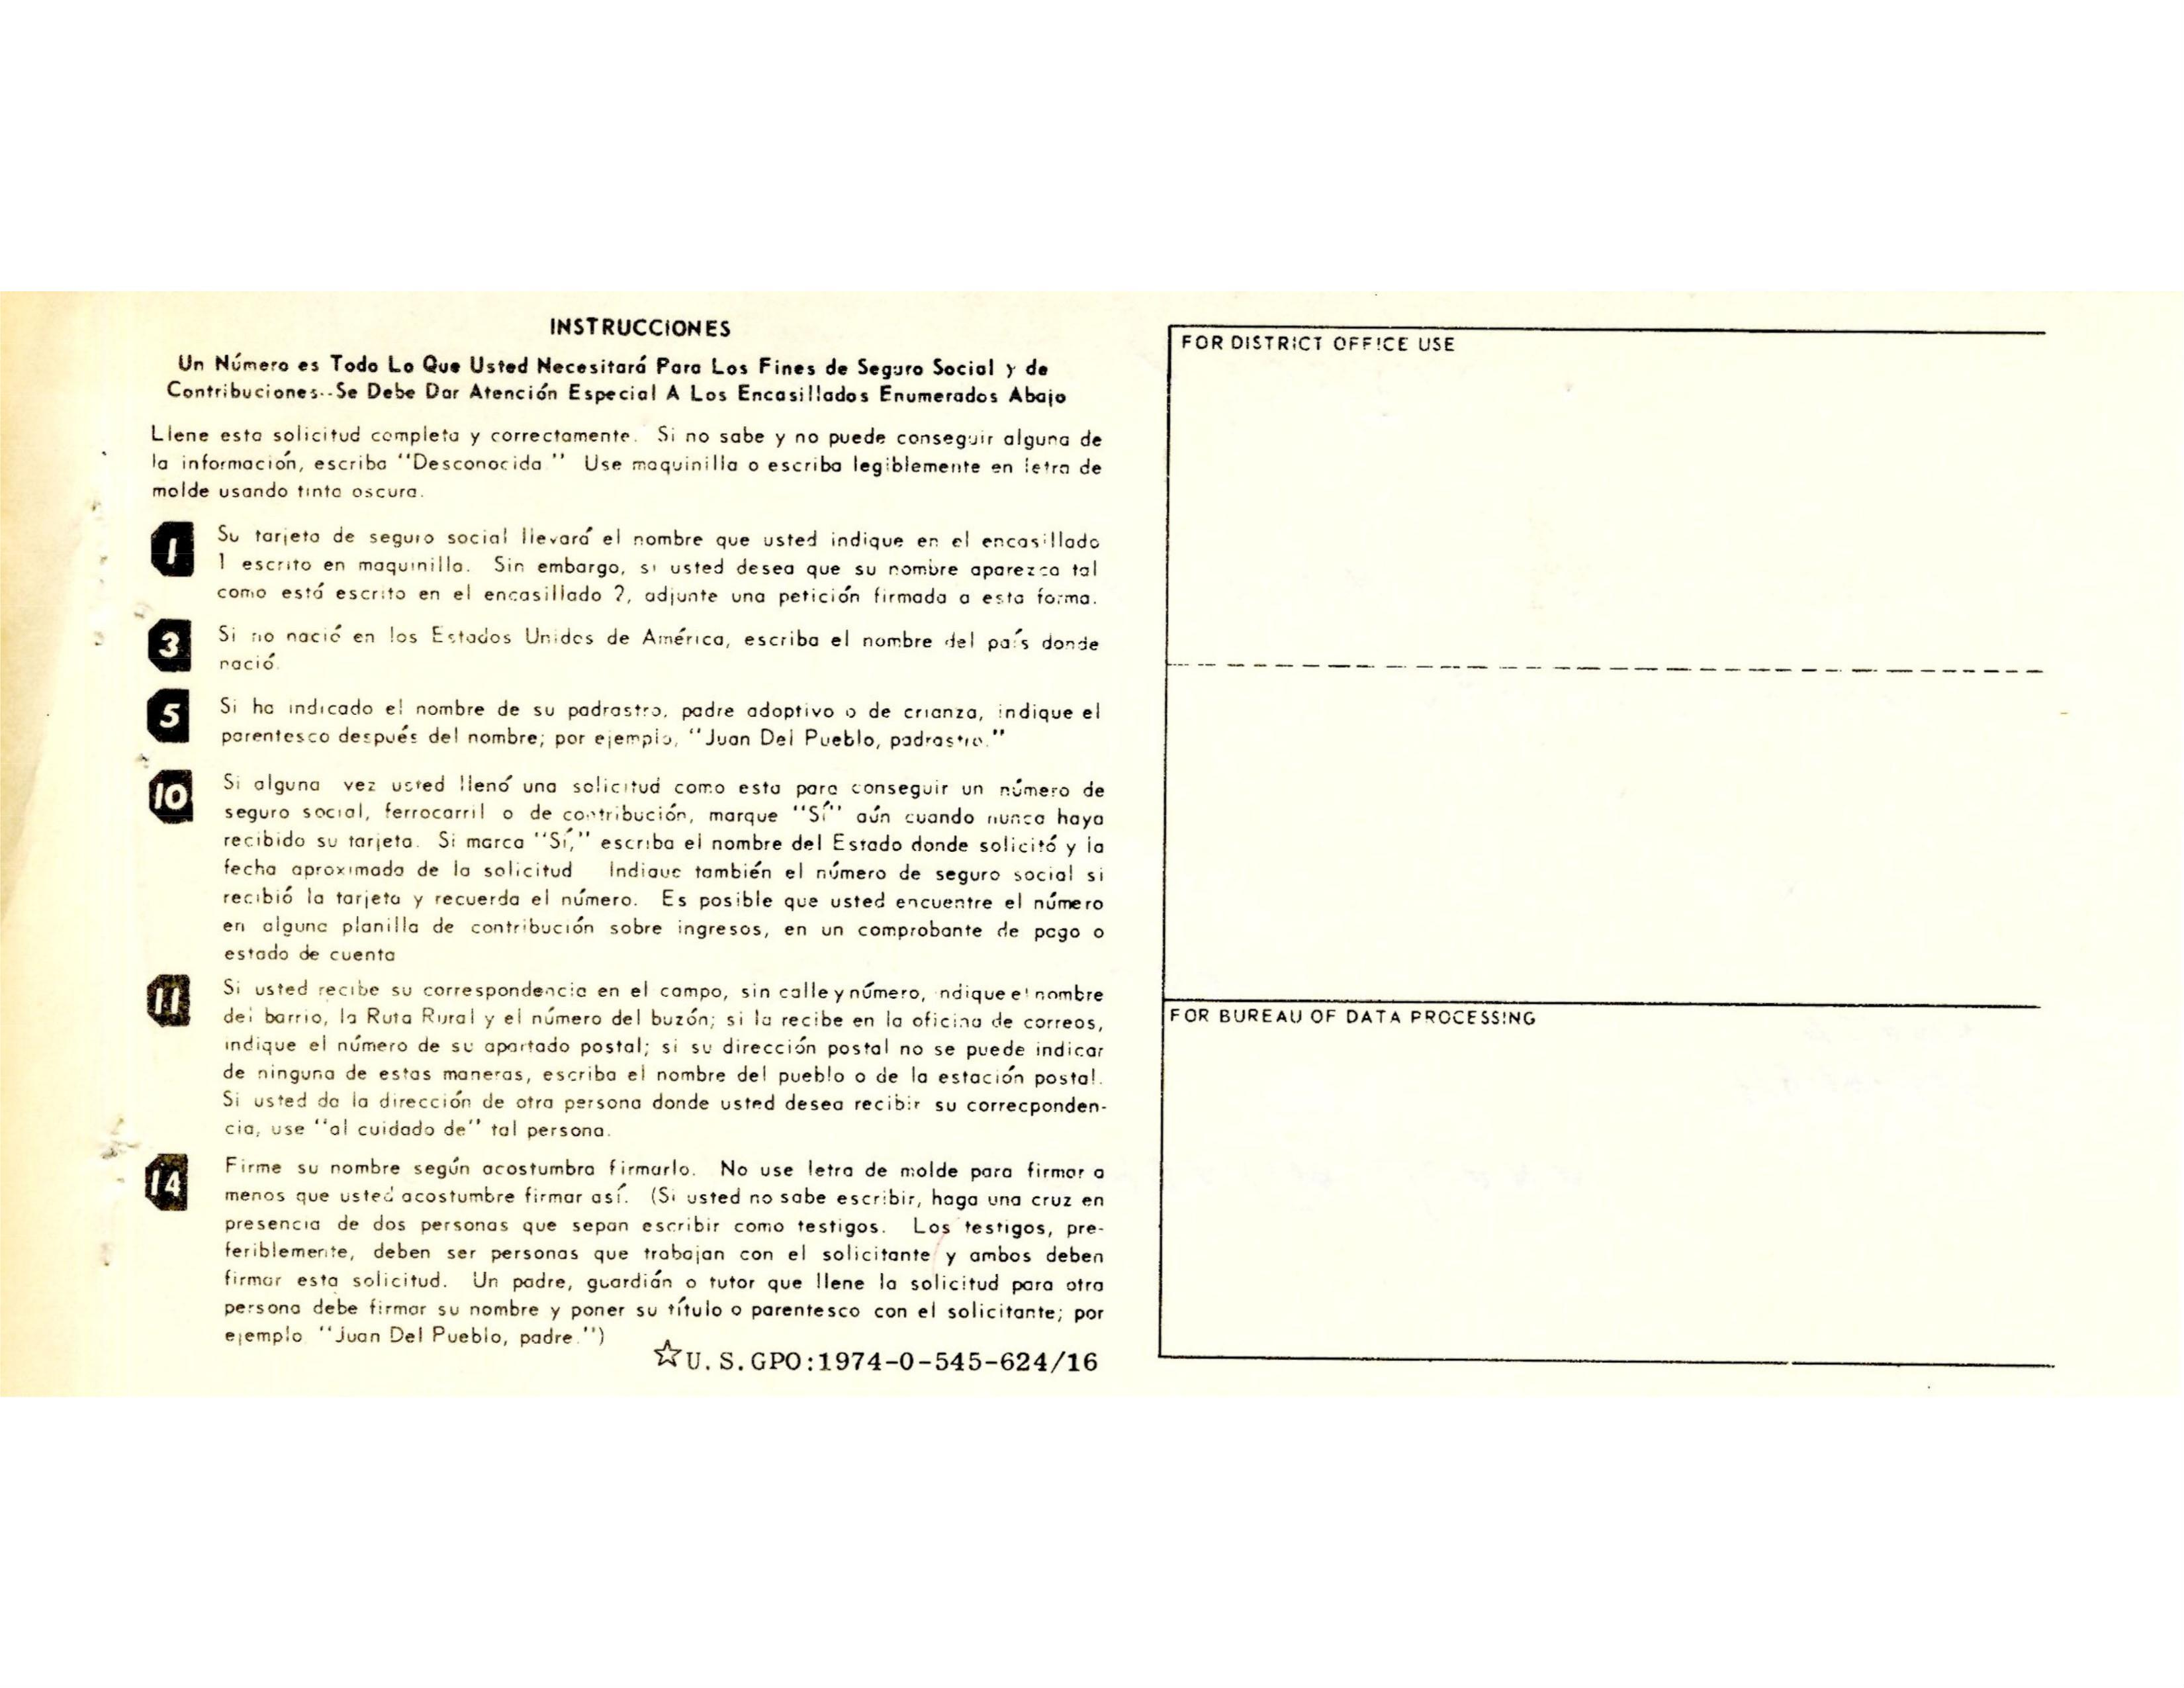 INSTRUCCIONES
Un Número es Todo Lo Que Usted Necesitará Para Los Fines de Seguro Social y de
Contribuciones--Se Debe Dar Atención Especial A Los Encasillados Enumerados Abajo
Llene esta solicitud completa y correctamente. Si no sabe y no puede conseguir alguna de
la información, escriba "Desconocida." Use maquinilla o escriba legiblemente en letra de
molde usando tinta oscura.
1 Su tarjeta de seguro social llevará el nombre que usted indique en el encasillado
1 escrito en maquinilla. Sin embargo, si usted desea que su nombre aparezca tal
como está escrito en el encasillado 2, adjunte una petición firmada a esta forma.
3 Si no nació en los Estados Unidos de América, escriba el nombre del país donde
nació.
5 Si ha indicado el nombre de su padrastro, padre adoptivo o de crianza, indique el
parentesco después del nombre; por ejemplo, "Juan Del Pueblo, padrastro."
10 Si alguna vez usted llenó una solicitud como esta para conseguir un número de
seguro social, ferrocarril o de contribución, marque "Sí" aún cuando nunca haya
recibido su tarjeta. Si marca "Sí," escriba el nombre del Estado donde solicitó y la
fecha aproximada de la solicitud Indique también el número de seguro social si
recibió la tarjeta y recuerda el número. Es posible que usted encuentre el número
en alguna planilla de contribución sobre ingresos, en un comprobante de pago o
estado de cuenta
11 Si usted recibe su correspondencia en el campo, sin calle y número, indique el nombre
del barrio, la Ruta Rural y el número del buzón; si la recibe en la oficina de correos,
indique el número de su apartado postal; si su dirección postal no se puede indicar
de ninguna de estas maneras, escriba el nombre del pueblo o de la estación postal.
Si usted da la dirección de otra persona donde usted desea recibir su correcponden-
cia, use "al cuidado de" tal persona.
14 Firme su nombre según acostumbra firmarlo. No use letra de molde para firmar a
menos que usted acostumbre firmar así. (Si usted no sabe escribir, haga una cruz en
presencia de dos personas que sepan escribir como testigos. Los testigos, pre-
feriblemente, deben ser personas que trabajan con el solicitante y ambos deben
firmar esta solicitud. Un padre, guardián o tutor que llene la solicitud para otra
persona debe firmar su nombre y poner su título o parentesco con el solicitante; por
ejemplo "Juan Del Pueblo, padre.")
☆U.S.GPO:1974-0-545-624/16
FOR DISTRICT OFFICE USE
FOR BUREAU OF DATA PROCESSING